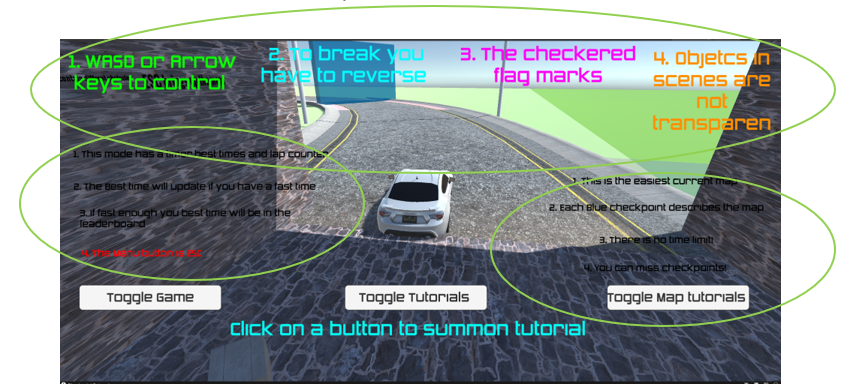 1. WASD or Arrow
keys to control
2. To break you
have to reverse
3. The checkered
flag marks
4. Objetcs in
scenes are
not
transparen
1. This mode has a timer best times and lap counter
2. The Best time will update if you have a fast time
3. if fast enough you best time will be in the
leaderboard
4. The Menu button is ESC
1. This is the easiest current map
2. Each Blue checkpoint describes the map
3. There is no time limit!
4. You can miss checkpoints!
Toggle Game
Toggle Tutorials
Toggle Map tutorials
Click on a button to summon tutorial